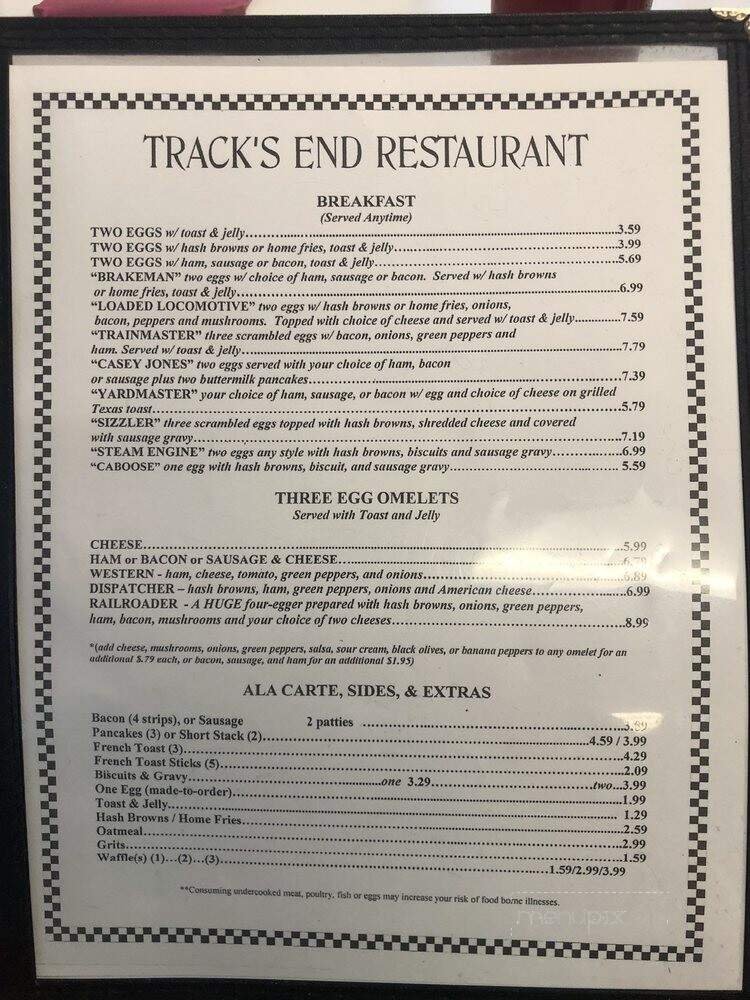 TRACK'S END RESTAURANT
BREAKFAST
(Served Anytime)
TWO EGGS w/ toast & jelly.....3.59
TWO EGGS w/ hash browns or home fries, toast & jelly.....3.99
TWO EGGS w/ ham, sausage or bacon, toast & jelly.....5.69
“BRAKEMAN” two eggs w/ choice of ham, sausage or bacon. Served w/ hash browns
or home fries, toast & jelly.....6.99
“LOADED LOCOMOTIVE” two eggs w/ hash browns or home fries, onions,
bacon, peppers and mushrooms. Topped with choice of cheese and served w/ toast & jelly.....7.59
“TRAINMASTER” three scrambled eggs w/ bacon, onions, green peppers and
ham. Served w/ toast & jelly.....7.79
“CASEY JONES” two eggs served with your choice of ham, bacon
or sausage plus two buttermilk pancakes.....7.39
“YARDMASTER” your choice of ham, sausage, or bacon w/ egg and choice of cheese on grilled
Texas toast.....5.79
“SIZZLER” three scrambled eggs topped with hash browns, shredded cheese and covered
with sausage gravy.....7.19
“STEAM ENGINE” two eggs any style with hash browns, biscuits and sausage gravy.....6.99
“CABOOSE” one egg with hash browns, biscuit, and sausage gravy..... 5.59
THREE EGG OMELETS
Served with Toast and Jelly
CHEESE.....5.99
HAM or BACON or SAUSAGE & CHEESE.....6.79
WESTERN - ham, cheese, tomato, green peppers, and onions.....6.89
DISPATCHER – hash browns, ham, green peppers, onions and American cheese.....6.99
RAILROADER - A HUGE four-egger prepared with hash browns, onions, green peppers,
ham, bacon, mushrooms and your choice of two cheeses.....8.99
*(add cheese, mushrooms, onions, green peppers, salsa, sour cream, black olives, or banana peppers to any omelet for an
additional $.79 each, or bacon, sausage, and ham for an additional $1.95)
ALA CARTE, SIDES, & EXTRAS
Bacon (4 strips), or Sausage 2 patties .....
Pancakes (3) or Short Stack (2).....4.59 / 3.99
French Toast (3).....4.29
French Toast Sticks (5).....2.09
Biscuits & Gravy.....one 3.29.....two...3.99
One Egg (made-to-order).....1.99
Toast & Jelly..... 1.29
Hash Browns / Home Fries.....2.59
Oatmeal.....2.99
Grits.....1.59
Waffle(s) (1)…(2)…(3).....1.59/2.99/3.99
**Consuming undercooked meat, poultry, fish or eggs may increase your risk of food borne illnesses.
menupix